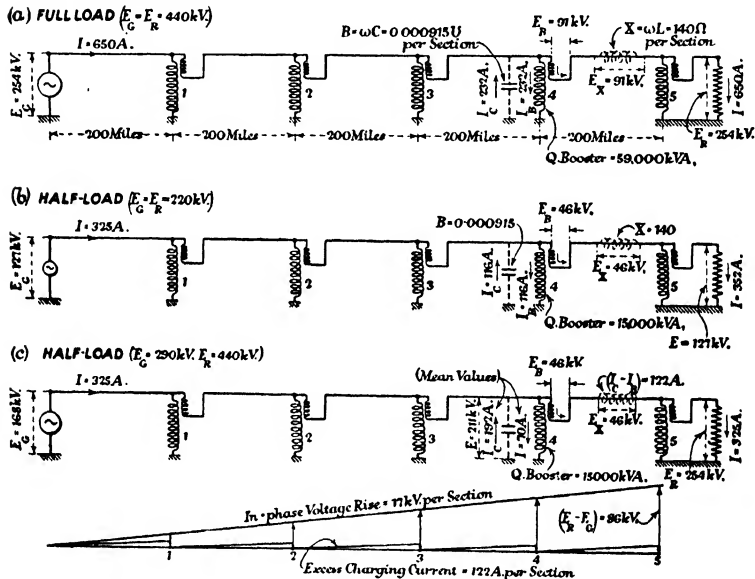 (a) FULL LOAD (E_G = E_R = 440kV.)
I = 650A.
B = ωC = 0.000915 ℧ per Section
E_B = 91kV.
X = ωL = 140Ω per Section
E_G = 254kV.
1
2
3
I_C = 232A.
I_B = 232A.
4
E_X = 91kV.
5
I = 650A.
E_R = 254kV.
200 Miles
200 Miles
200 Miles
200 Miles
200 Miles
Q. Booster = 59,000kVA,
(b) HALF-LOAD (E_G = E_R = 220kV.)
I = 325A.
B = 0.000915
E_B = 46kV.
X = 140
E_G = 127kV.
1
2
3
I_C = 116A.
I_B = 116A.
4
E_X = 46kV.
5
I = 352A.
Q. Booster = 15,000kVA,
E = 127kV.
(c) HALF-LOAD (E_G = 290kV. E_R = 440kV.)
I = 325A.
(Mean Values)
E_B = 46kV.
(I_C - I_B) = 122A.
E_G = 168kV.
1
2
3
E = 211kV.
I_C = 192A.
I = 70A.
4
E_X = 46kV.
5
I = 325A.
Q. Booster = 15000kVA,
E_R = 254kV.
In-phase Voltage Rise = 17kV. per Section
(E_R - E_G) = 86kV.
1
2
3
4
5
Excess Charging Current = 122A. per Section